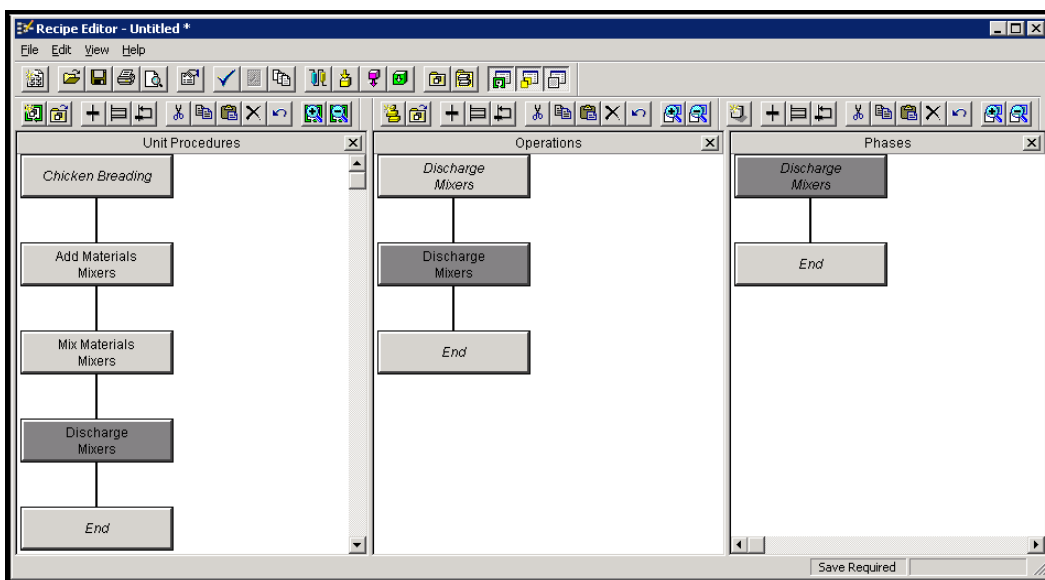 Recipe Editor - Untitled *
File Edit View Help
Unit Procedures
Chicken Breading
Add Materials
Mixers
Mix Materials
Mixers
Discharge
Mixers
End
Operations
Discharge
Mixers
Discharge
Mixers
End
Phases
Discharge
Mixers
End
Save Required